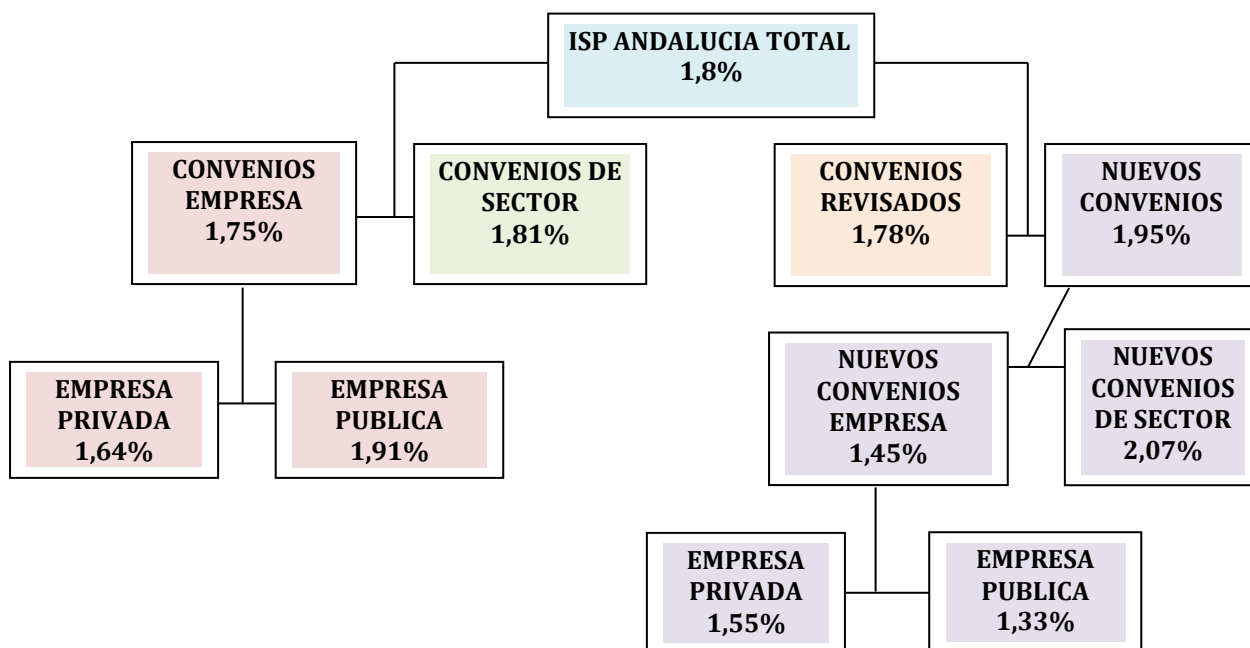 ISP ANDALUCIA TOTAL
1,8%
CONVENIOS
EMPRESA
1,75%
CONVENIOS DE
SECTOR
1,81%
CONVENIOS
REVISADOS
1,78%
NUEVOS
CONVENIOS
1,95%
EMPRESA
PRIVADA
1,64%
EMPRESA
PUBLICA
1,91%
NUEVOS
CONVENIOS
EMPRESA
1,45%
NUEVOS
CONVENIOS
DE SECTOR
2,07%
EMPRESA
PRIVADA
1,55%
EMPRESA
PUBLICA
1,33%